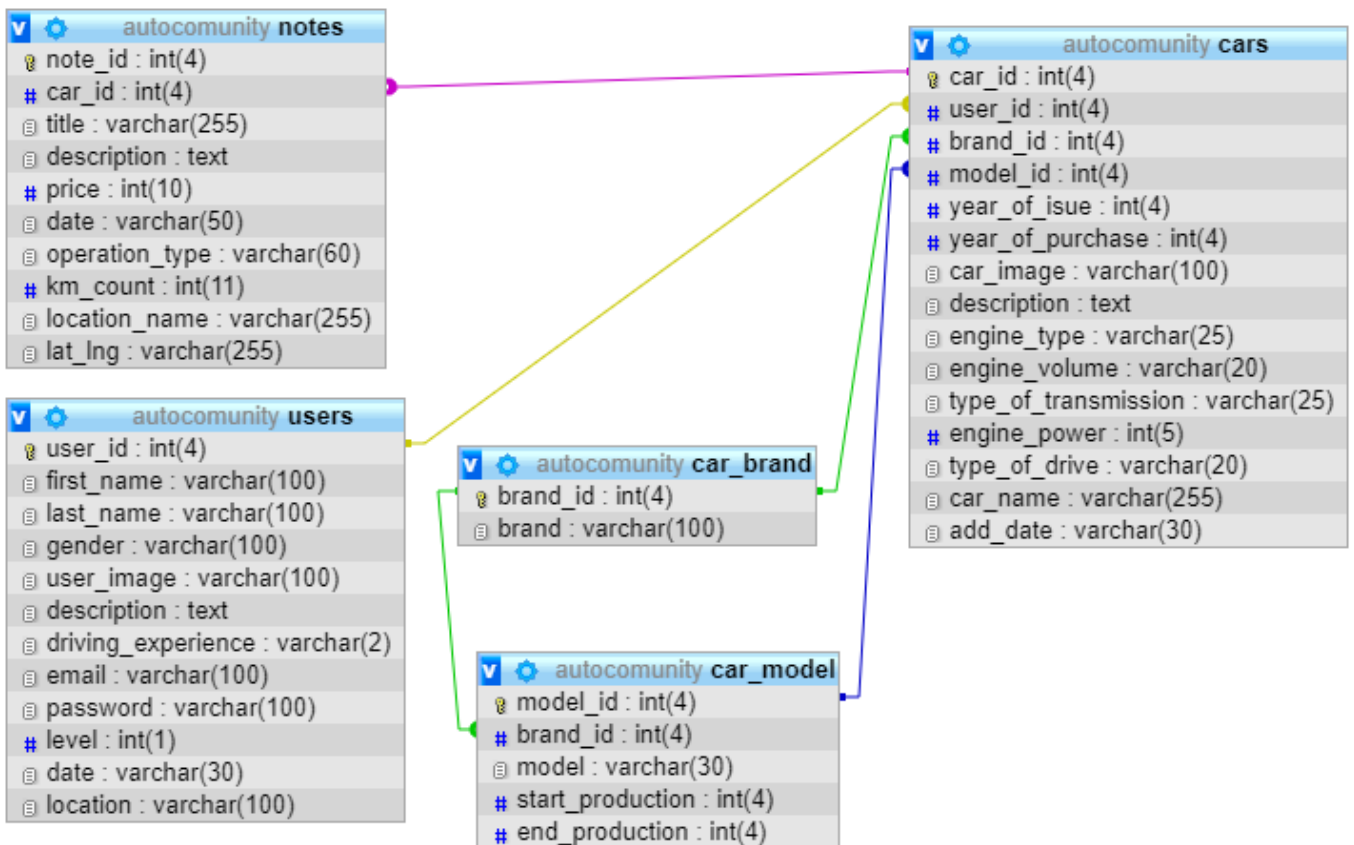 autocomunity notes
note_id : int(4)
car_id : int(4)
title : varchar(255)
description : text
price : int(10)
date : varchar(50)
operation_type : varchar(60)
km_count : int(11)
location_name : varchar(255)
lat_lng : varchar(255)
autocomunity users
user_id : int(4)
first_name : varchar(100)
last_name : varchar(100)
gender : varchar(100)
user_image : varchar(100)
description : text
driving_experience : varchar(2)
email : varchar(100)
password : varchar(100)
level : int(1)
date : varchar(30)
location : varchar(100)
autocomunity car_brand
brand_id : int(4)
brand : varchar(100)
autocomunity car_model
model_id : int(4)
brand_id : int(4)
model : varchar(30)
start_production : int(4)
end_production : int(4)
autocomunity cars
car_id : int(4)
user_id : int(4)
brand_id : int(4)
model_id : int(4)
year_of_isue : int(4)
year_of_purchase : int(4)
car_image : varchar(100)
description : text
engine_type : varchar(25)
engine_volume : varchar(20)
type_of_transmission : varchar(25)
engine_power : int(5)
type_of_drive : varchar(20)
car_name : varchar(255)
add_date : varchar(30)